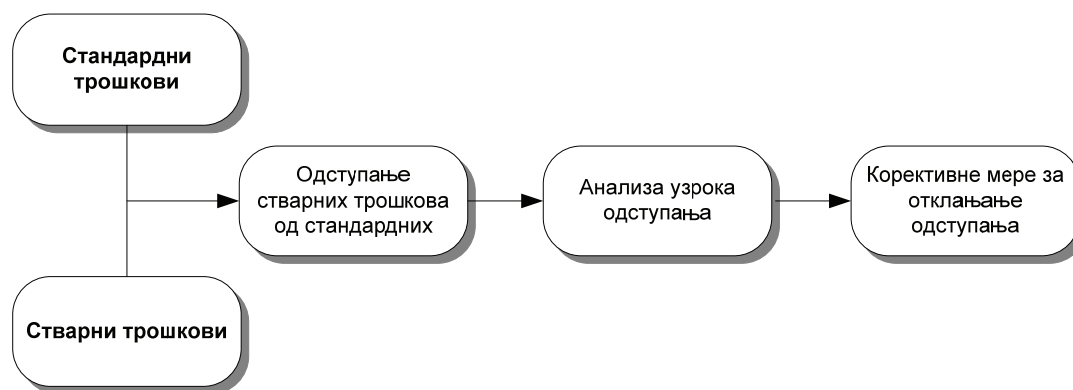 Стандардни
трошкови
Одступање
стварних трошкова
од стандардних
Анализа узрока
одступања
Корективне мере за
отклањање
одступања
Стварни трошкови